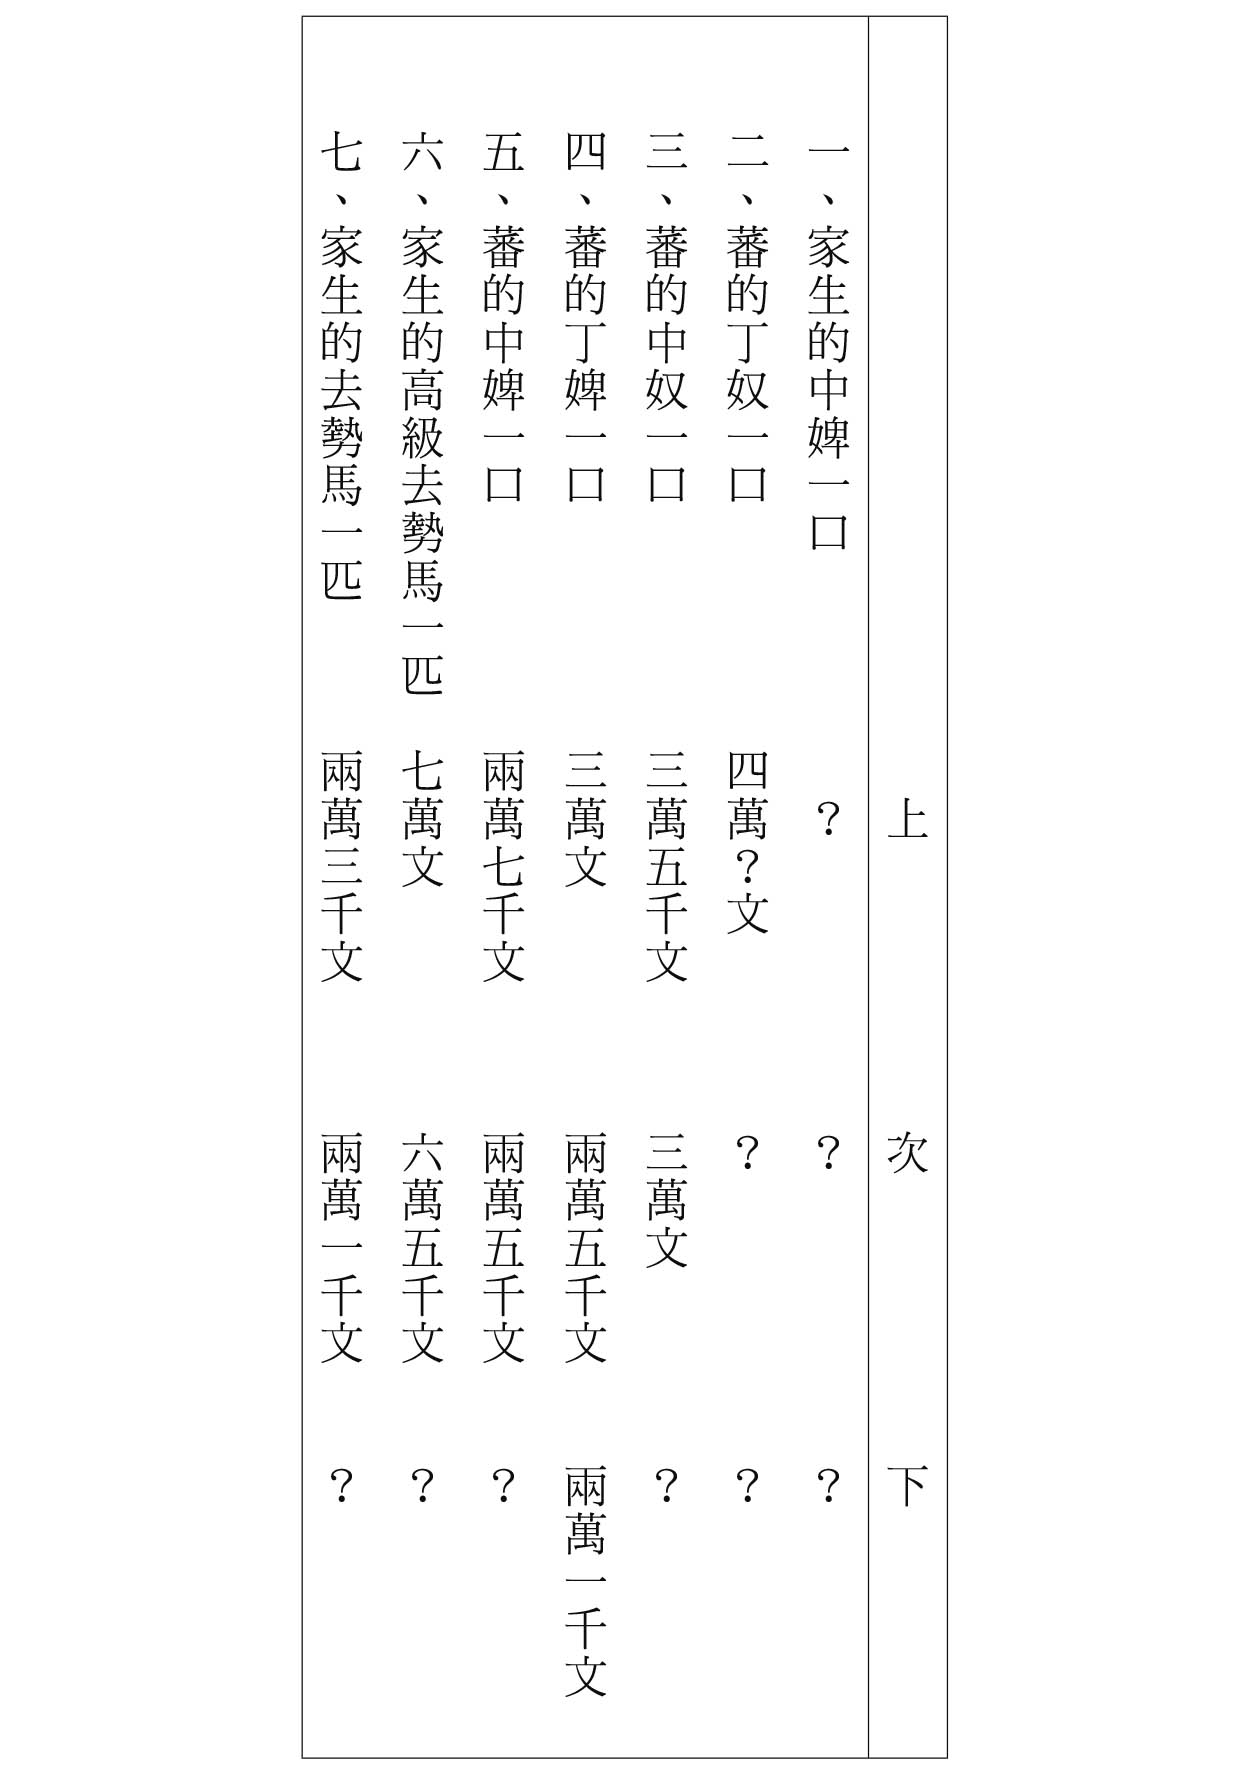 上 次 下
一、家生的中婢一口 ? ? ?
二、蕃的丁奴一口 四萬?文 ? ?
三、蕃的中奴一口 三萬五千文 三萬文 ?
四、蕃的丁婢一口 三萬文 兩萬五千文 兩萬一千文
五、蕃的中婢一口 兩萬七千文 兩萬五千文 ?
六、家生的高級去勢馬一匹 七萬文 六萬五千文 ?
七、家生的去勢馬一匹 兩萬三千文 兩萬一千文 ?